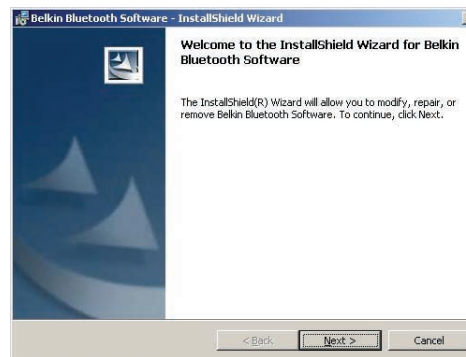 Belkin Bluetooth Software - InstallShield Wizard
Welcome to the InstallShield Wizard for Belkin
Bluetooth Software
The InstallShield(R) Wizard will allow you to modify, repair, or
remove Belkin Bluetooth Software. To continue, click Next.
< Back
Next >
Cancel